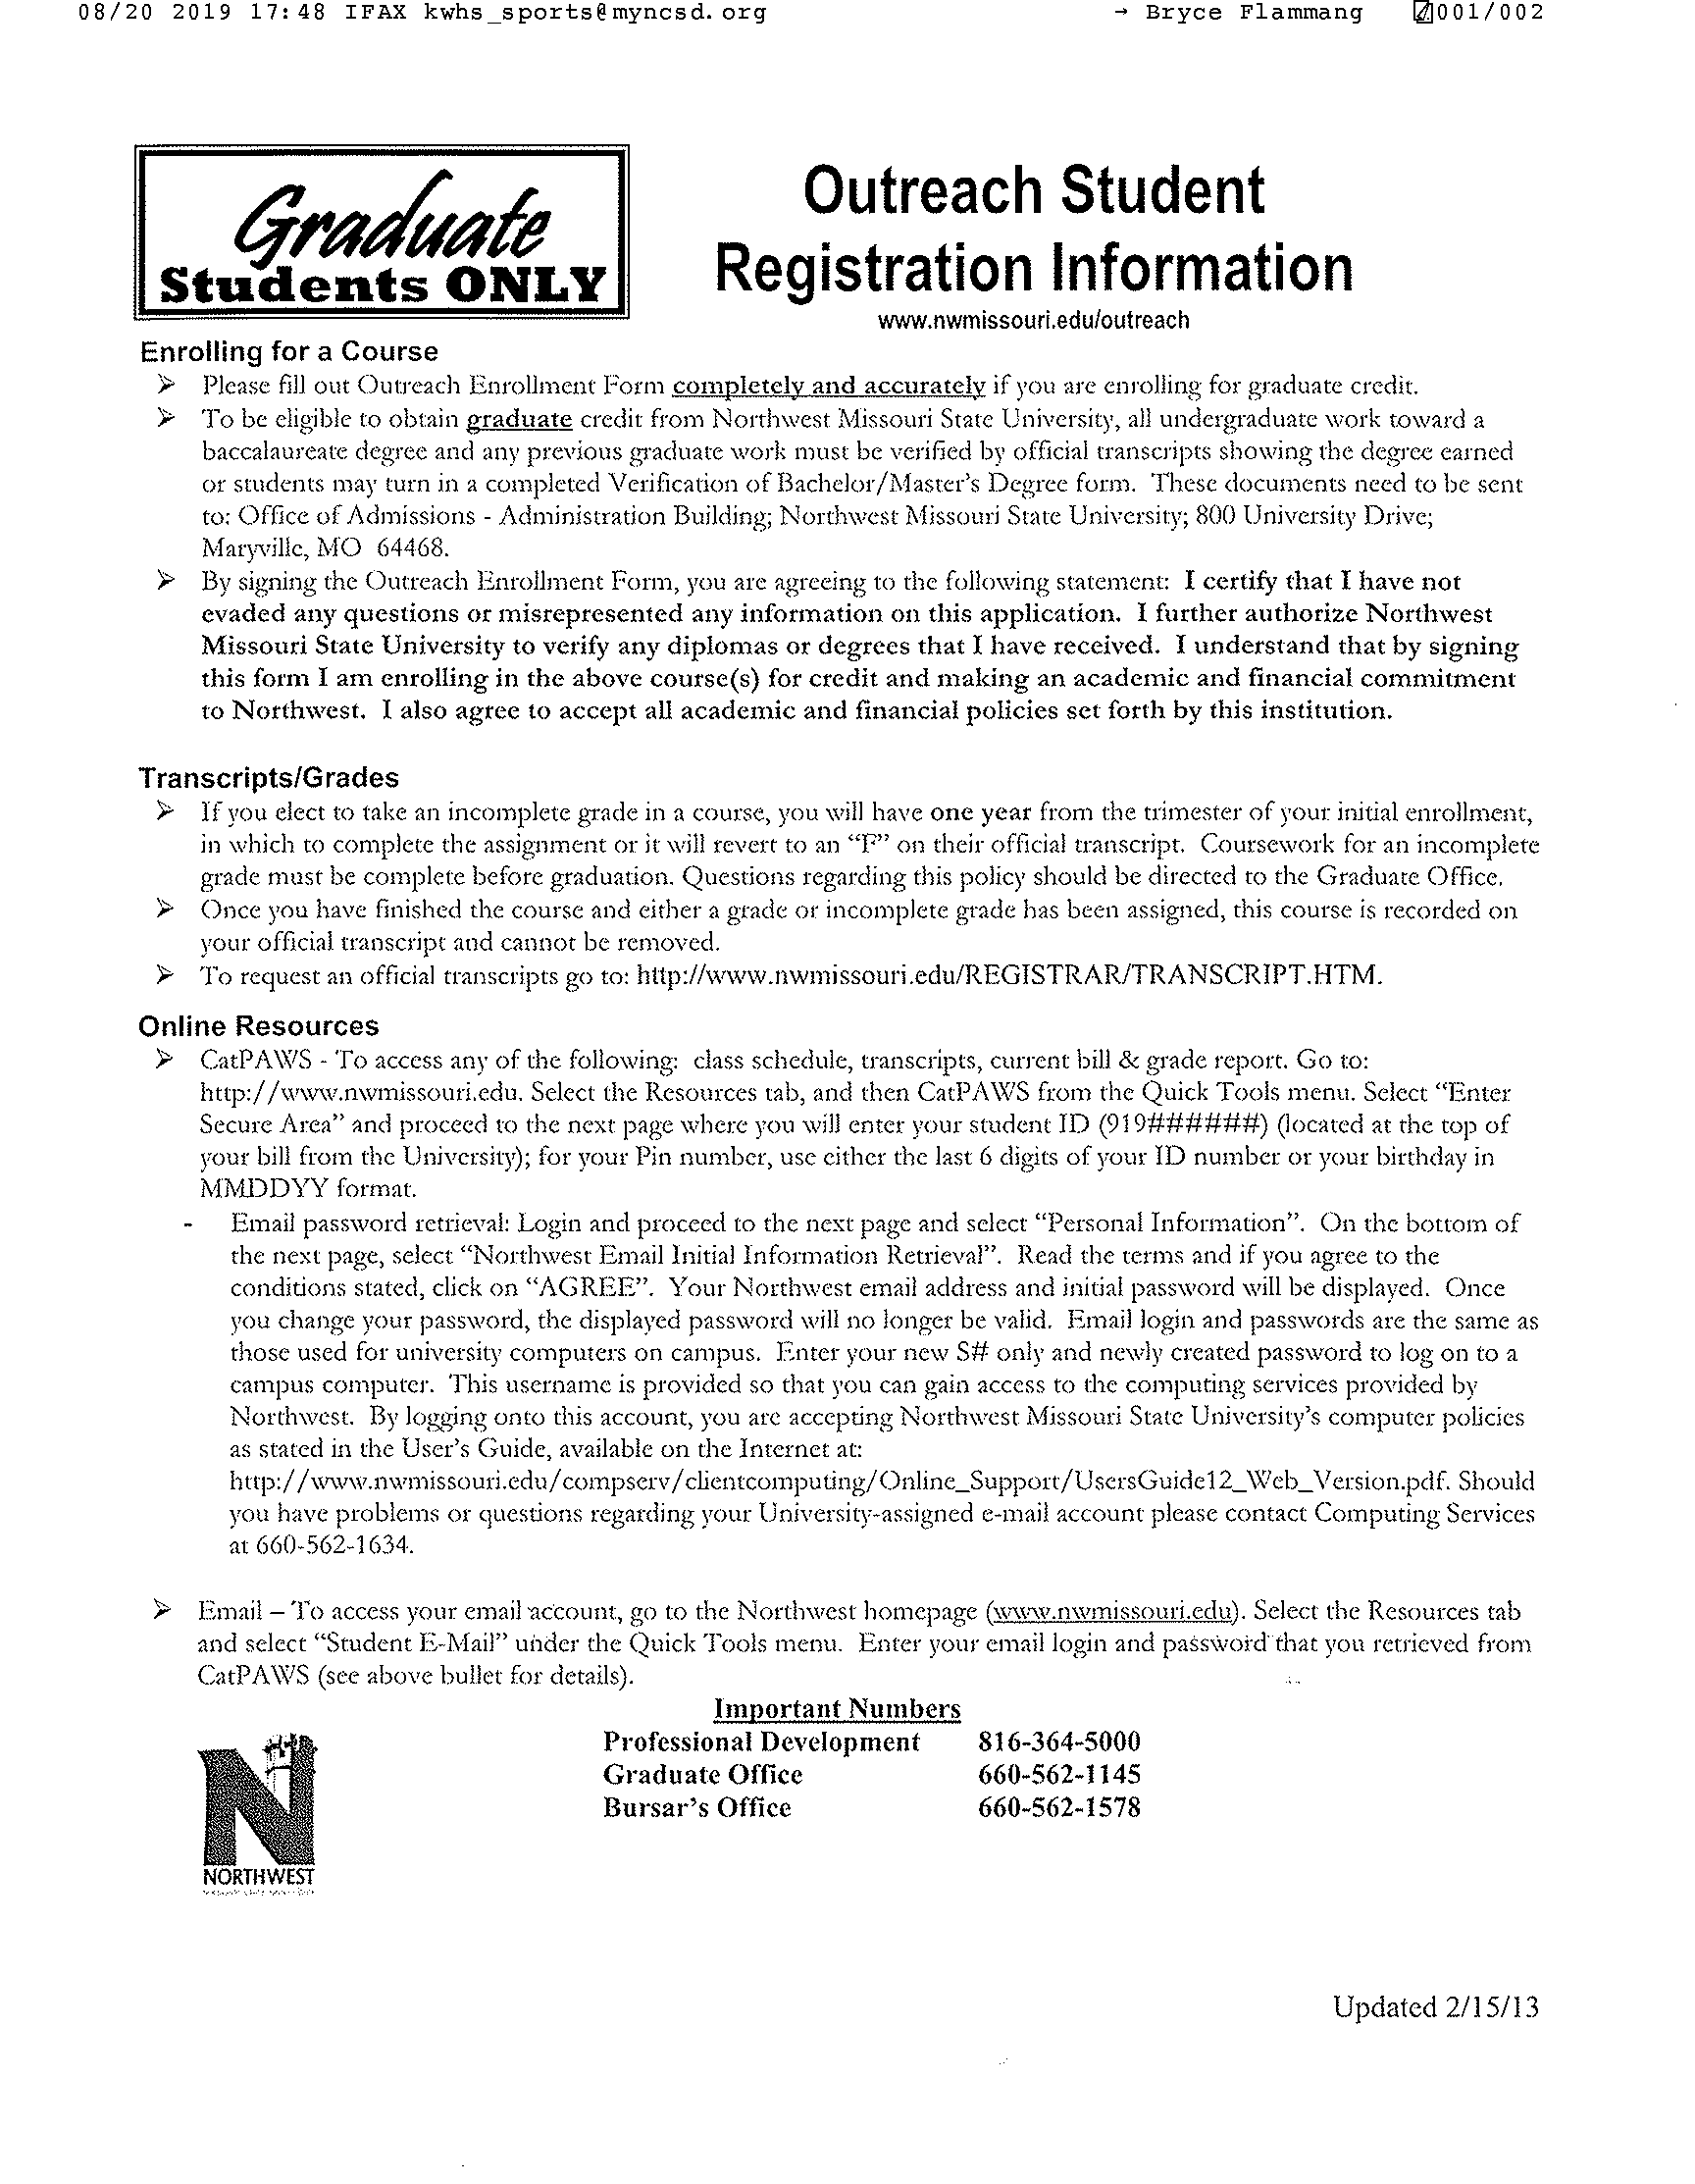 08/20 2019 17:48 IFAX kwhs_sports@myncsd.org → Bryce Flammang 001/002
Graduate
Students ONLY
Outreach Student
Registration Information
www.nwmissouri.edu/outreach
Enrolling for a Course
➢ Please fill out Outreach Enrollment Form completely and accurately if you are enrolling for graduate credit.
➢ To be eligible to obtain graduate credit from Northwest Missouri State University, all undergraduate work toward a
baccalaureate degree and any previous graduate work must be verified by official transcripts showing the degree earned
or students may turn in a completed Verification of Bachelor/Master's Degree form. These documents need to be sent
to: Office of Admissions - Administration Building; Northwest Missouri State University; 800 University Drive;
Maryville, MO 64468.
➢ By signing the Outreach Enrollment Form, you are agreeing to the following statement: I certify that I have not
evaded any questions or misrepresented any information on this application. I further authorize Northwest
Missouri State University to verify any diplomas or degrees that I have received. I understand that by signing
this form I am enrolling in the above course(s) for credit and making an academic and financial commitment
to Northwest. I also agree to accept all academic and financial policies set forth by this institution.
Transcripts/Grades
➢ If you elect to take an incomplete grade in a course, you will have one year from the trimester of your initial enrollment,
in which to complete the assignment or it will revert to an “F” on their official transcript. Coursework for an incomplete
grade must be complete before graduation. Questions regarding this policy should be directed to the Graduate Office.
➢ Once you have finished the course and either a grade or incomplete grade has been assigned, this course is recorded on
your official transcript and cannot be removed.
➢ To request an official transcripts go to: http://www.nwmissouri.edu/REGISTRAR/TRANSCRIPT.HTM.
Online Resources
➢ CatPAWS - To access any of the following: class schedule, transcripts, current bill & grade report. Go to:
http://www.nwmissouri.edu. Select the Resources tab, and then CatPAWS from the Quick Tools menu. Select “Enter
Secure Area” and proceed to the next page where you will enter your student ID (919######) (located at the top of
your bill from the University); for your Pin number, use either the last 6 digits of your ID number or your birthday in
MMDDYY format.
- Email password retrieval: Login and proceed to the next page and select “Personal Information”. On the bottom of
the next page, select “Northwest Email Initial Information Retrieval”. Read the terms and if you agree to the
conditions stated, click on “AGREE”. Your Northwest email address and initial password will be displayed. Once
you change your password, the displayed password will no longer be valid. Email login and passwords are the same as
those used for university computers on campus. Enter your new S# only and newly created password to log on to a
campus computer. This username is provided so that you can gain access to the computing services provided by
Northwest. By logging onto this account, you are accepting Northwest Missouri State University's computer policies
as stated in the User's Guide, available on the Internet at:
http://www.nwmissouri.edu/compserv/clientcomputing/Online_Support/UsersGuide12_Web_Version.pdf. Should
you have problems or questions regarding your University-assigned e-mail account please contact Computing Services
at 660-562-1634.
➢ Email – To access your email account, go to the Northwest homepage (www.nwmissouri.edu). Select the Resources tab
and select “Student E-Mail” under the Quick Tools menu. Enter your email login and password that you retrieved from
CatPAWS (see above bullet for details).
Important Numbers
Professional Development 816-364-5000
Graduate Office 660-562-1145
Bursar's Office 660-562-1578
N
NORTHWEST
Updated 2/15/13